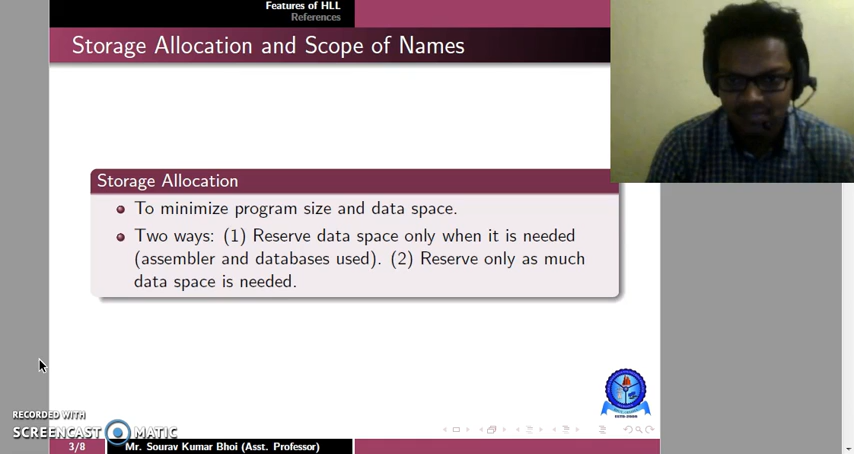 Features of HLL
References
Storage Allocation and Scope of Names
Storage Allocation
To minimize program size and data space.
Two ways: (1) Reserve data space only when it is needed
(assembler and databases used). (2) Reserve only as much
data space is needed.
RECORDED WITH
SCREENCAST MATIC
3/8 Mr. Sourav Kumar Bhoi (Asst. Professor)